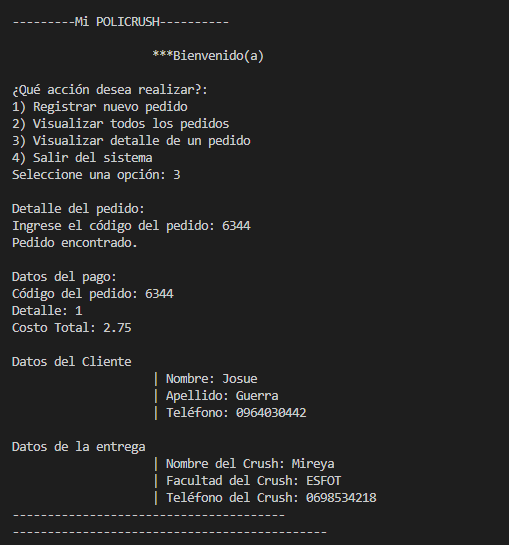 ---------Mi POLICRUSH----------
***Bienvenido(a)
¿Qué acción desea realizar?:
1) Registrar nuevo pedido
2) Visualizar todos los pedidos
3) Visualizar detalle de un pedido
4) Salir del sistema
Seleccione una opción: 3
Detalle del pedido:
Ingrese el código del pedido: 6344
Pedido encontrado.
Datos del pago:
Código del pedido: 6344
Detalle: 1
Costo Total: 2.75
Datos del Cliente
| Nombre: Josue
| Apellido: Guerra
| Teléfono: 0964030442
Datos de la entrega
| Nombre del Crush: Mireya
| Facultad del Crush: ESFOT
| Teléfono del Crush: 0698534218
---------------------------------------
---------------------------------------------